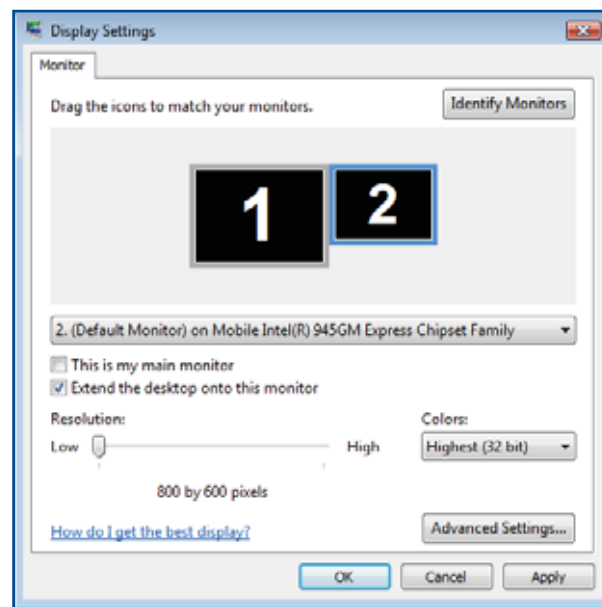 Display Settings
Monitor
Drag the icons to match your monitors.
Identify Monitors
1
2
2. (Default Monitor) on Mobile Intel(R) 945GM Express Chipset Family
This is my main monitor
Extend the desktop onto this monitor
Resolution:
Colors:
Low
High
Highest (32 bit)
800 by 600 pixels
How do I get the best display?
Advanced Settings...
OK
Cancel
Apply